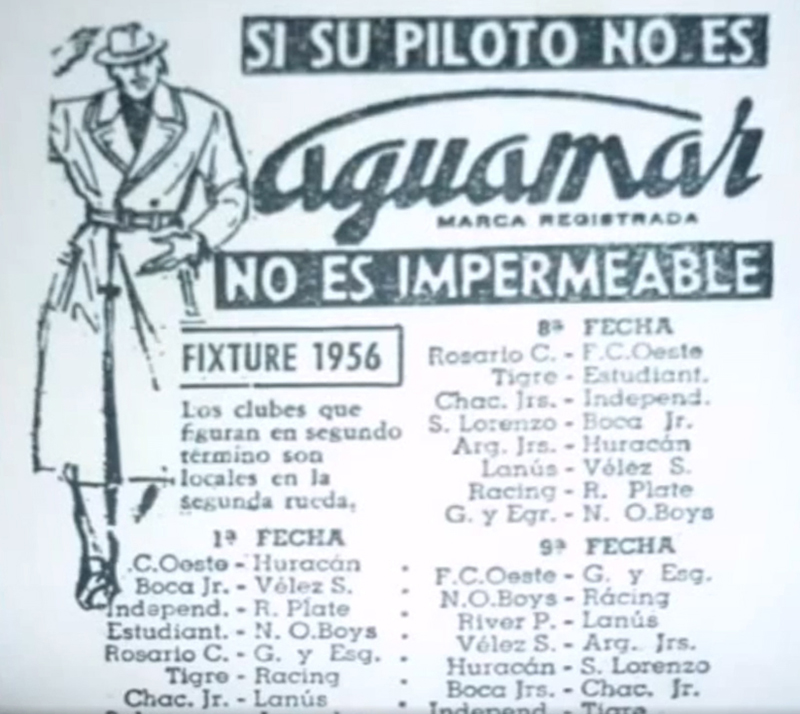 SI SU PILOTO NO ES
aguamar
MARCA REGISTRADA
NO ES IMPERMEABLE
FIXTURE 1956
Los clubes que
figuran en segundo
término son
locales en la
segunda rueda.
1ª FECHA
.C.Oeste - Huracán
Boca Jr. - Vélez S.
Independ. - R. Plate
Estudiant. - N. O.Boys
Rosario C. - G. y Esg.
Tigre - Racing
Chac. Jr. - Lanús
8ª FECHA
Rosario C. - F.C.Oeste
Tigre - Estudiant.
Chac. Jrs. - Independ.
S. Lorenzo - Boca Jr.
Arg. Jrs. - Huracán
Lanús - Vélez S.
Racing - R. Plate
G. y Egr. - N. O.Boys
9ª FECHA
F.C.Oeste - G. y Esg.
N.O.Boys - Rácing
River P. - Lanús
Vélez S. - Arg. Jrs.
Huracán - S. Lorenzo
Boca Jrs. - Chac. Jr.
Independ. - Tigre